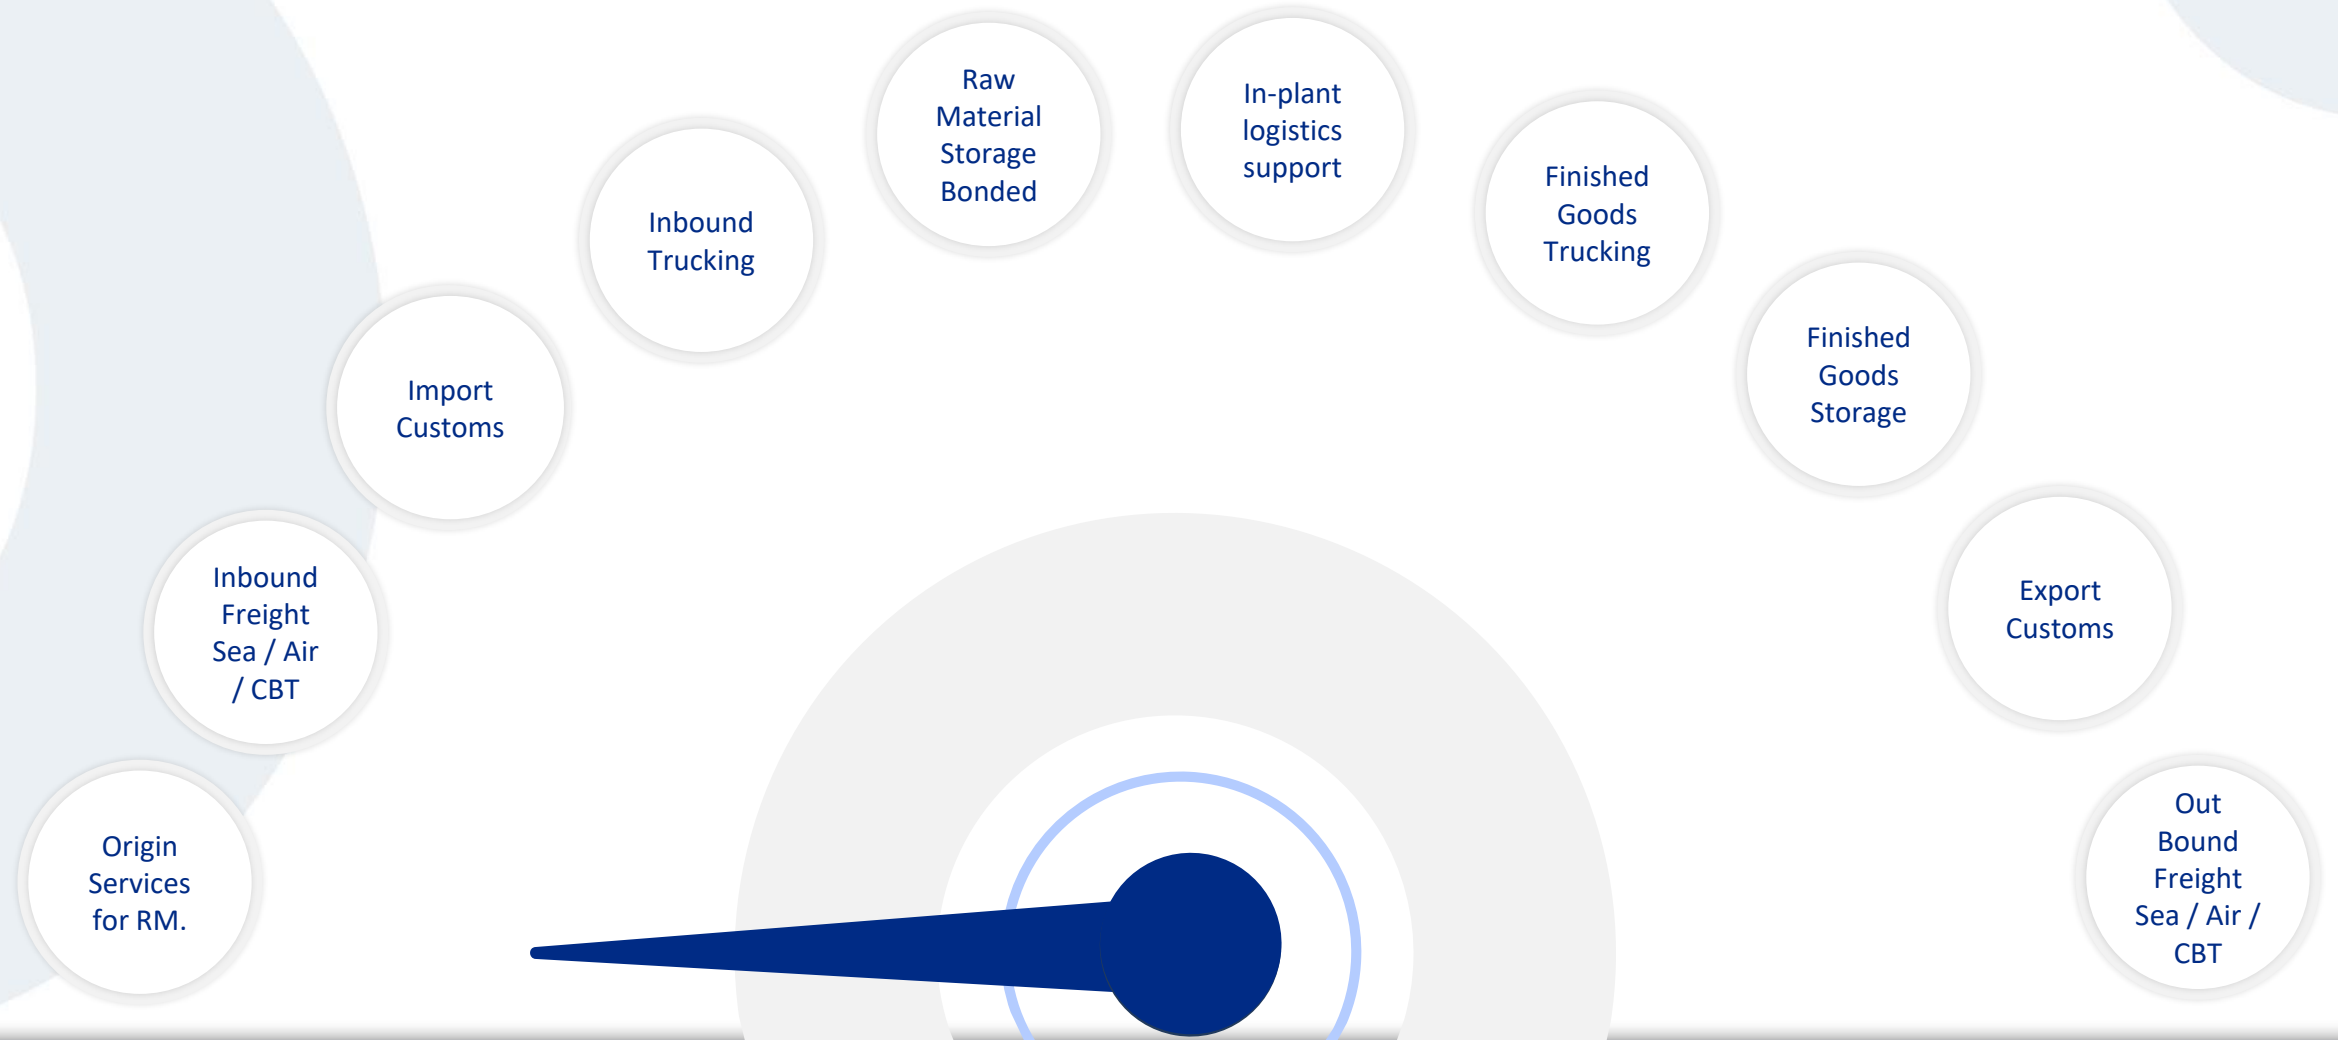 Origin
Services
for RM.
Inbound
Freight
Sea / Air
/ CBT
Import
Customs
Inbound
Trucking
Raw
Material
Storage
Bonded
In-plant
logistics
support
Finished
Goods
Trucking
Finished
Goods
Storage
Export
Customs
Out
Bound
Freight
Sea / Air /
CBT